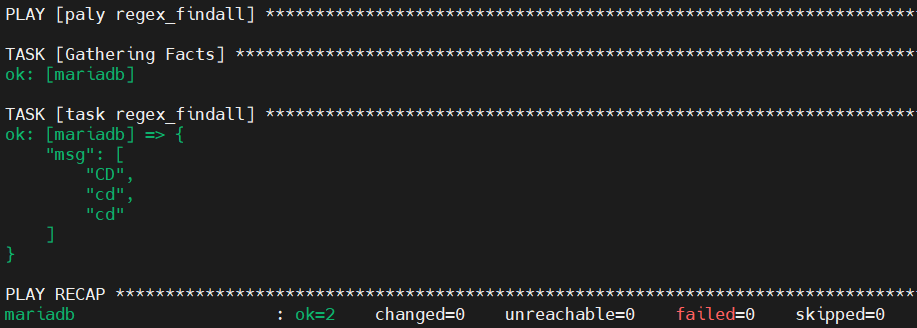 PLAY [paly regex_findall] *****************************************************************
TASK [Gathering Facts] ********************************************************************
ok: [mariadb]
TASK [task regex_findall] *****************************************************************
ok: [mariadb] => {
    "msg": [
        "CD",
        "cd",
        "cd"
    ]
}
PLAY RECAP ********************************************************************************
mariadb                    : ok=2    changed=0    unreachable=0    failed=0    skipped=0